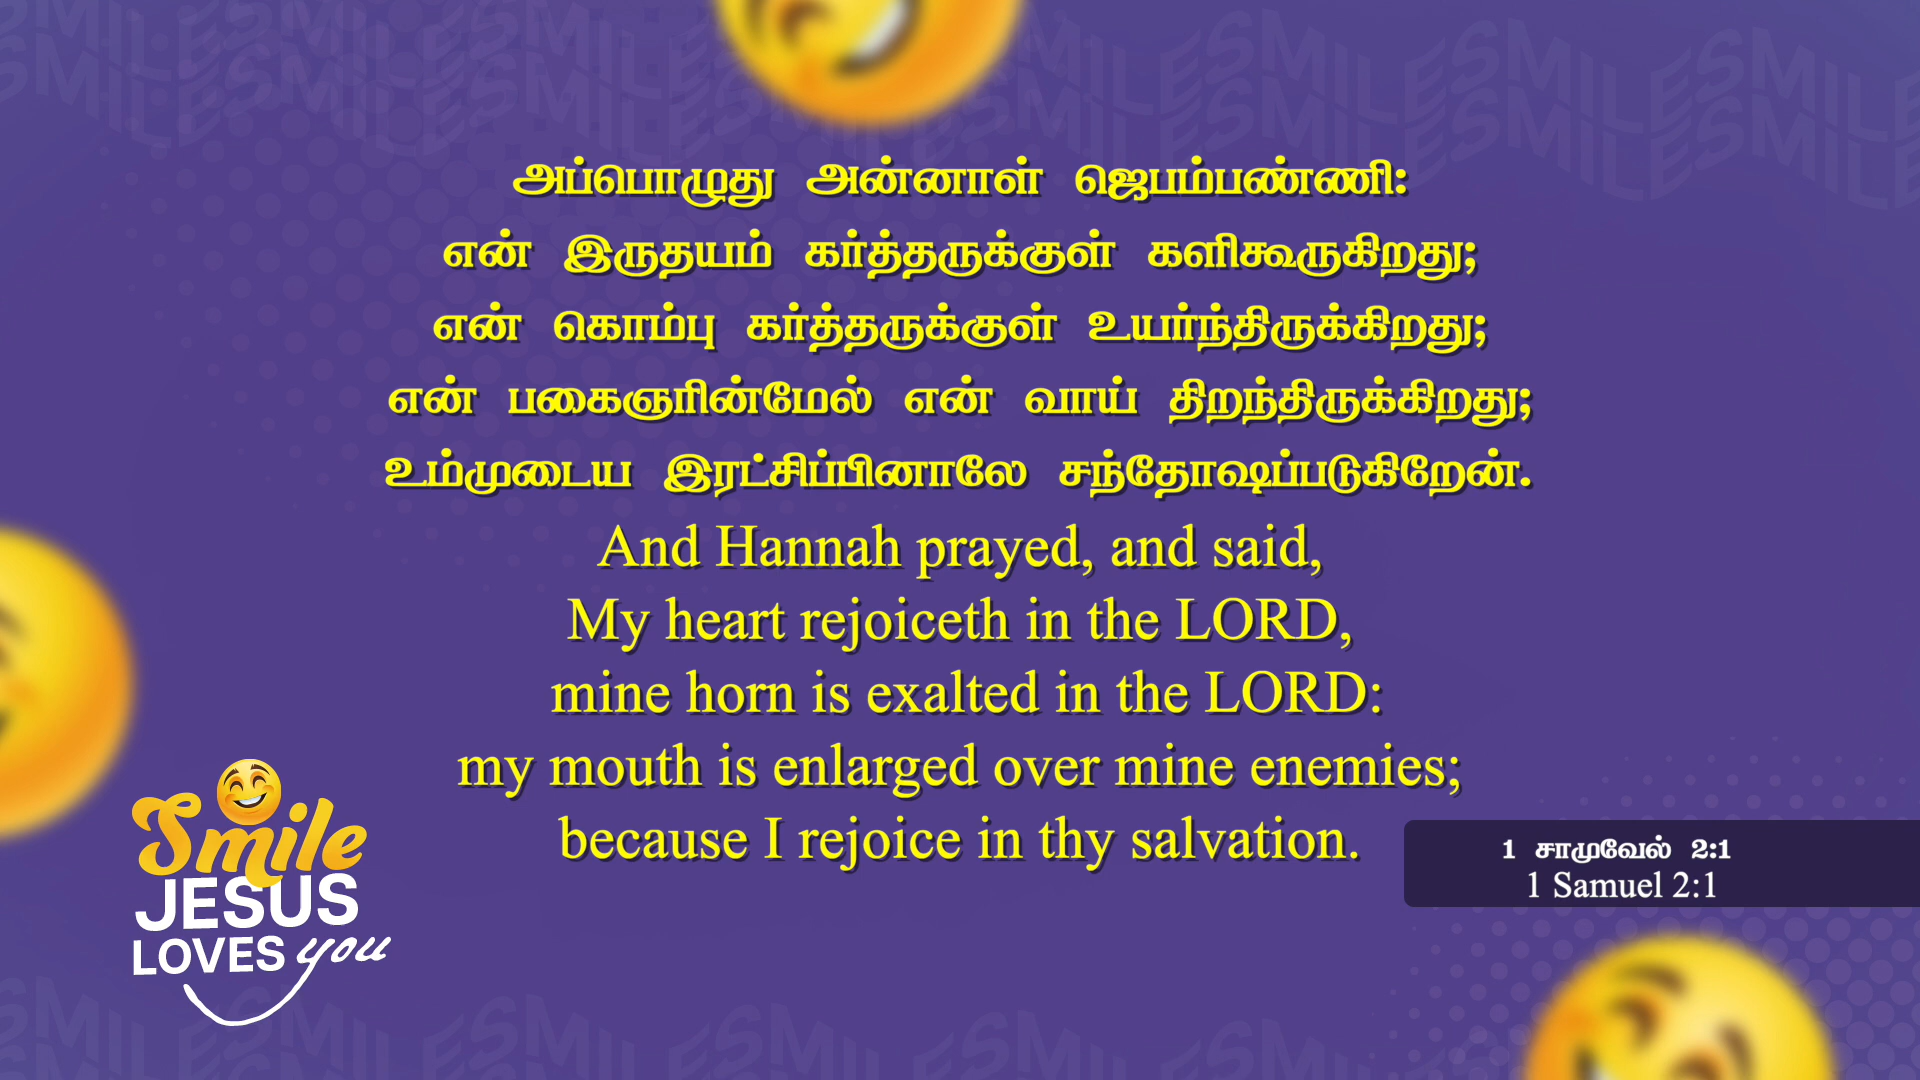 அப்பொழுது அன்னாள் ஜெபம்பண்ணி:
என் இருதயம் கர்த்தருக்குள் களிகூருகிறது;
என் கொம்பு கர்த்தருக்குள் உயர்ந்திருக்கிறது;
என் பகைஞரின்மேல் என் வாய் திறந்திருக்கிறது;
உம்முடைய இரட்சிப்பினாலே சந்தோஷப்படுகிறேன்.
And Hannah prayed, and said,
My heart rejoiceth in the LORD,
mine horn is exalted in the LORD:
my mouth is enlarged over mine enemies;
because I rejoice in thy salvation.
1 சாமுவேல் 2:1
1 Samuel 2:1
Smile
JESUS
LOVES you